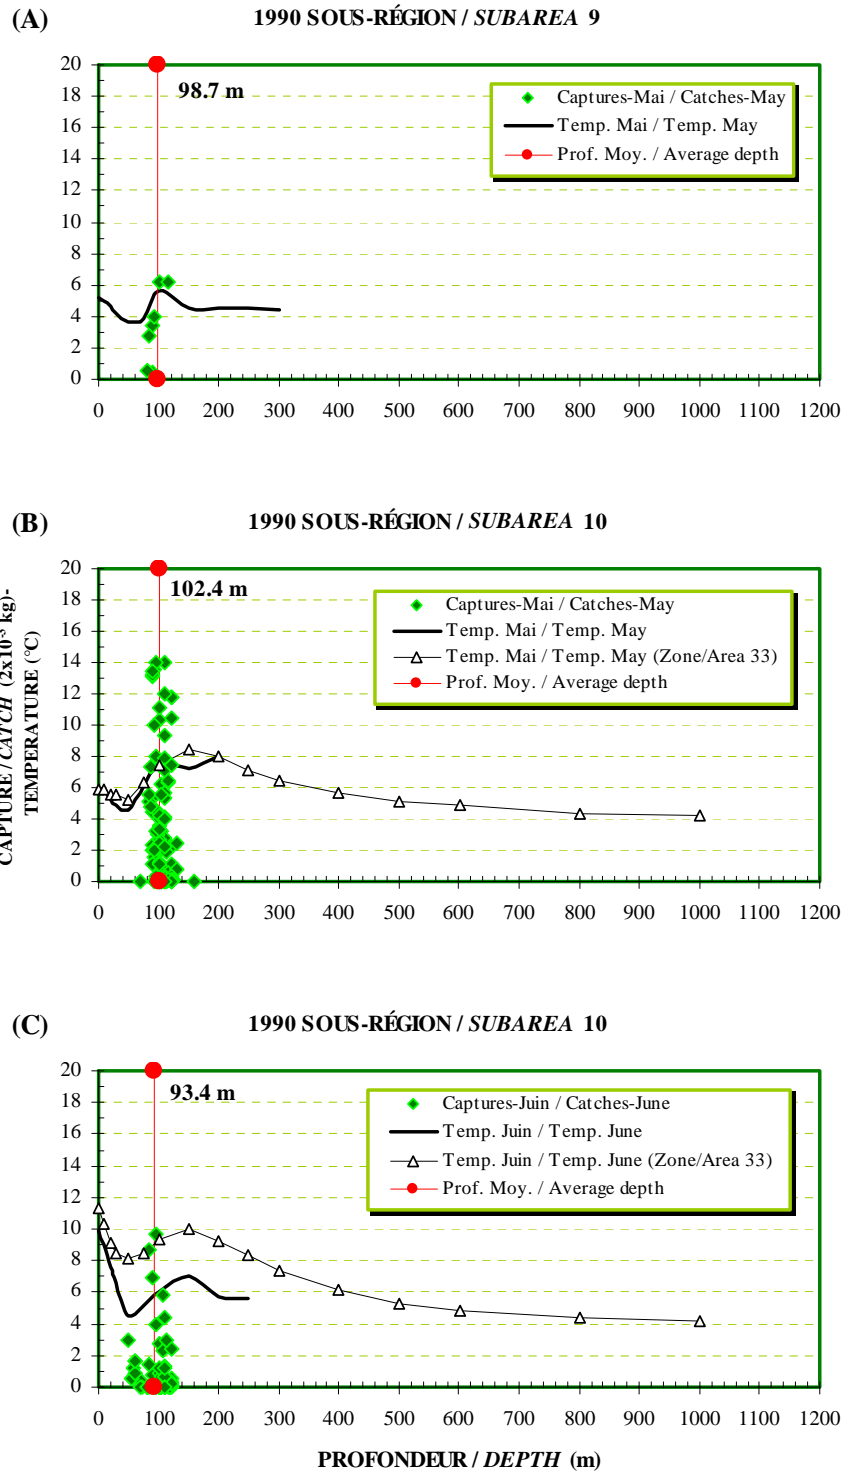 (A)
1990 SOUS-RÉGION / SUBAREA 9
20
18
16
14
12
10
8
6
4
2
0
98.7 m
Captures-Mai / Catches-May
Temp. Mai / Temp. May
Prof. Moy. / Average depth
0 100 200 300 400 500 600 700 800 900 1000 1100 1200
(B)
1990 SOUS-RÉGION / SUBAREA 10
CAPTURE / CATCH (2x10⁻³ kg)-
TEMPERATURE (°C)
20
18
16
14
12
10
8
6
4
2
0
102.4 m
Captures-Mai / Catches-May
Temp. Mai / Temp. May
Temp. Mai / Temp. May (Zone/Area 33)
Prof. Moy. / Average depth
0 100 200 300 400 500 600 700 800 900 1000 1100 1200
(C)
1990 SOUS-RÉGION / SUBAREA 10
20
18
16
14
12
10
8
6
4
2
0
93.4 m
Captures-Juin / Catches-June
Temp. Juin / Temp. June
Temp. Juin / Temp. June (Zone/Area 33)
Prof. Moy. / Average depth
0 100 200 300 400 500 600 700 800 900 1000 1100 1200
PROFONDEUR / DEPTH (m)